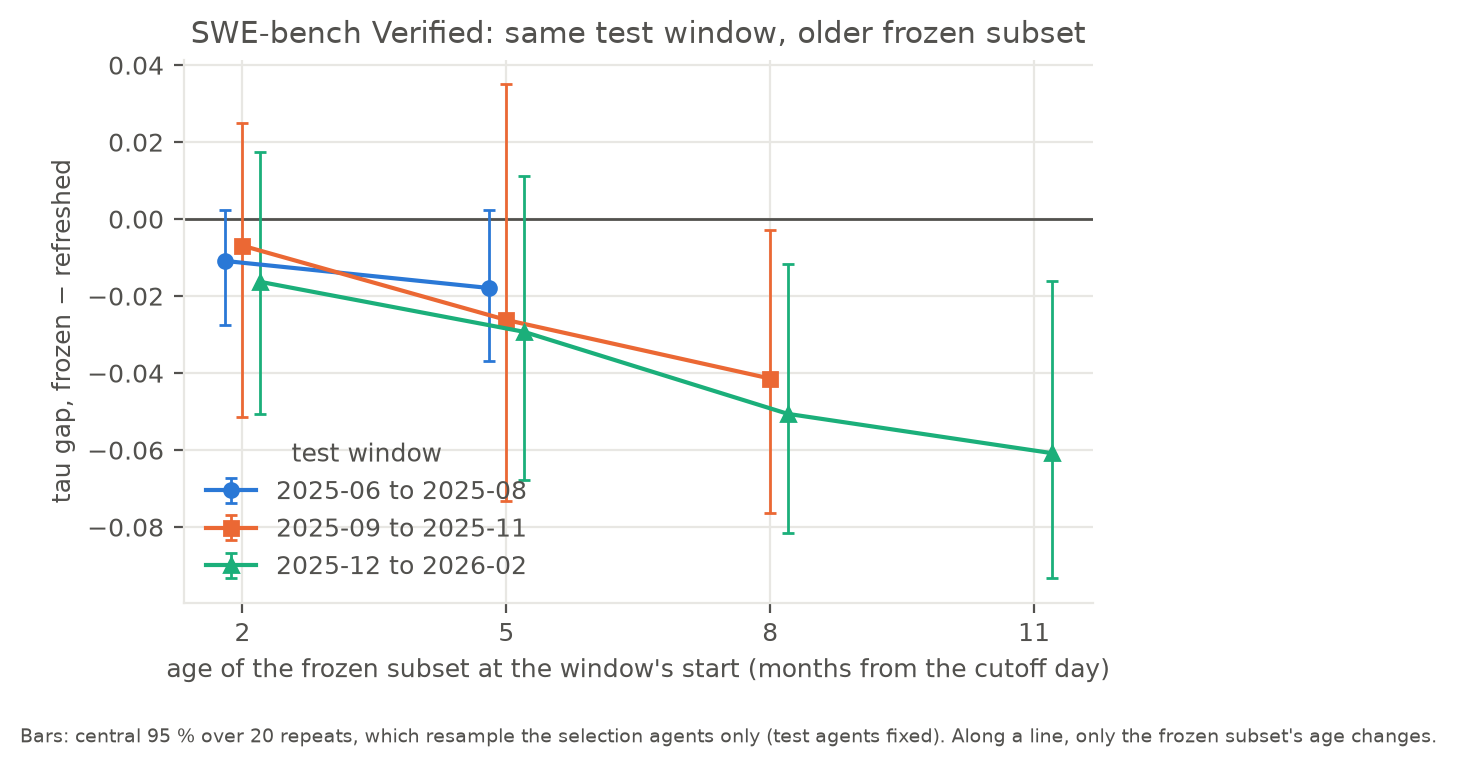 SWE-bench Verified: same test window, older frozen subset
0.04
0.02
0.00
−0.02
−0.04
−0.06
−0.08
tau gap, frozen − refreshed
test window
2025-06 to 2025-08
2025-09 to 2025-11
2025-12 to 2026-02
2
5
8
11
age of the frozen subset at the window's start (months from the cutoff day)
Bars: central 95 % over 20 repeats, which resample the selection agents only (test agents fixed). Along a line, only the frozen subset's age changes.